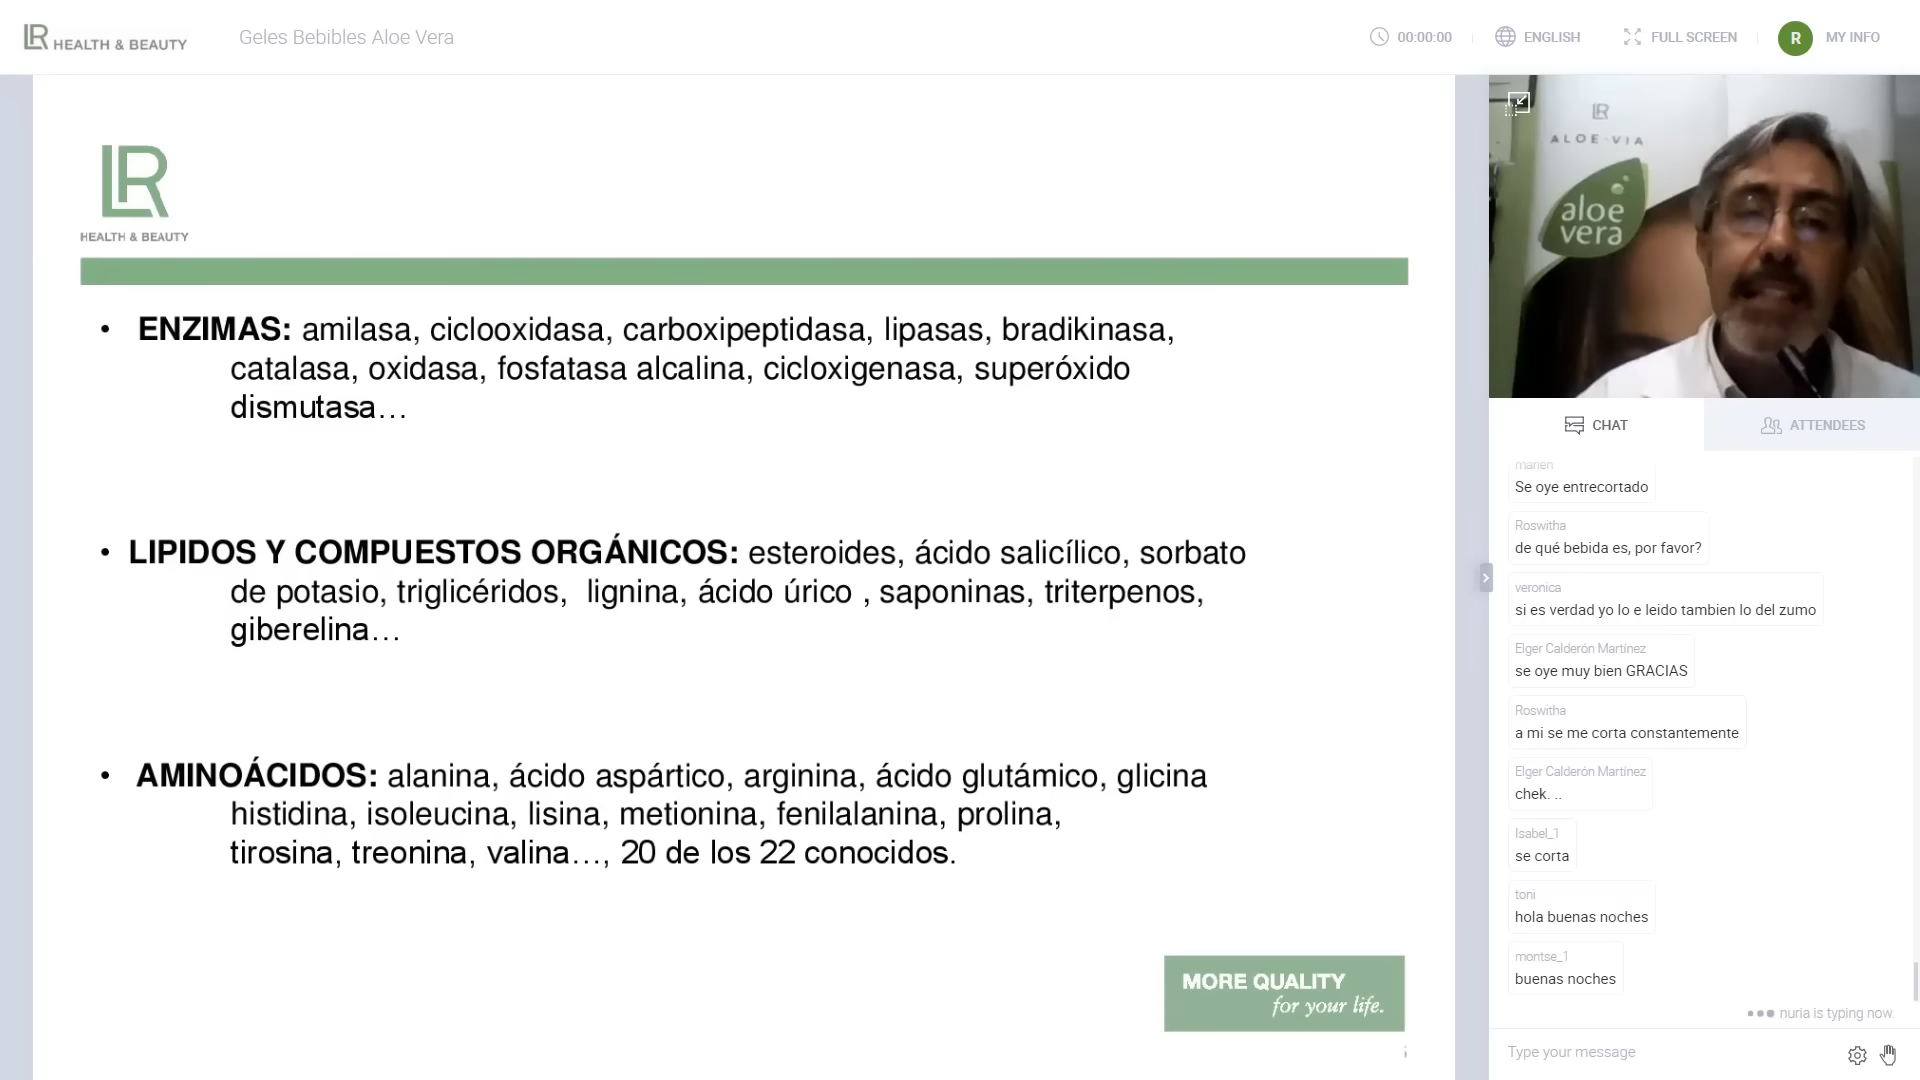 LR HEALTH & BEAUTY
Geles Bebibles Aloe Vera
00:00:00
ENGLISH
FULL SCREEN
R
MY INFO
LR
HEALTH & BEAUTY
• ENZIMAS: amilasa, ciclooxidasa, carboxipeptidasa, lipasas, bradikinasa,
catalasa, oxidasa, fosfatasa alcalina, cicloxigenasa, superóxido
dismutasa…
• LIPIDOS Y COMPUESTOS ORGÁNICOS: esteroides, ácido salicílico, sorbato
de potasio, triglicéridos, lignina, ácido úrico , saponinas, triterpenos,
giberelina…
• AMINOÁCIDOS: alanina, ácido aspártico, arginina, ácido glutámico, glicina
histidina, isoleucina, lisina, metionina, fenilalanina, prolina,
tirosina, treonina, valina…, 20 de los 22 conocidos.
MORE QUALITY
for your life.
LR
ALOE VIA
aloe
vera
CHAT
ATTENDEES
marien
Se oye entrecortado
Roswitha
de qué bebida es, por favor?
veronica
si es verdad yo lo e leido tambien lo del zumo
Elger Calderón Martínez
se oye muy bien GRACIAS
Roswitha
a mi se me corta constantemente
Elger Calderón Martínez
chek. ..
Isabel_1
se corta
toni
hola buenas noches
montse_1
buenas noches
nuria is typing now.
Type your message